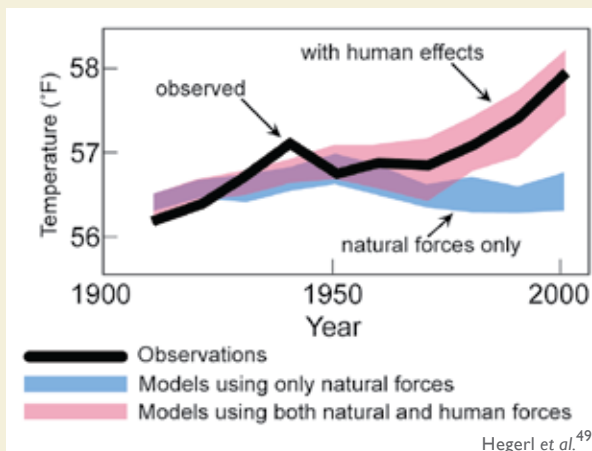 with human effects
58
observed
57
Temperature (˚F)
56
natural forces only
1900
1950
2000
Year
Observations
Models using only natural forces
Models using both natural and human forces
Hegerl et al.49